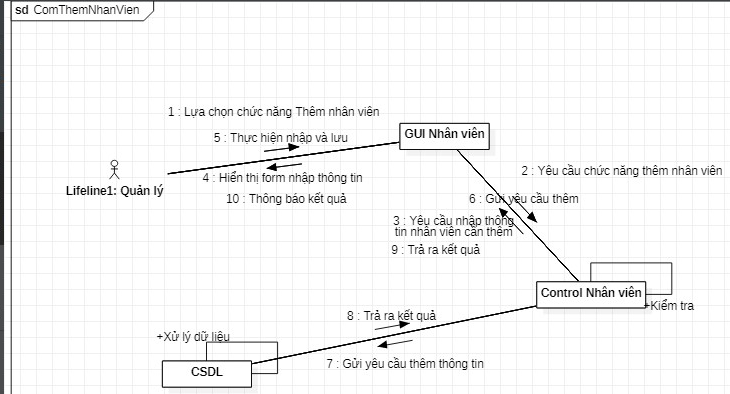 sd ComThemNhanVien
1 : Lựa chọn chức năng Thêm nhân viên
5 : Thực hiện nhập và lưu
GUI Nhân viên
4 : Hiển thị form nhập thông tin
Lifeline1: Quản lý
10 : Thông báo kết quả
2 : Yêu cầu chức năng thêm nhân viên
6 : Gửi yêu cầu thêm
3 : Yêu cầu nhập thông
tin nhân viên cần thêm
9 : Trả ra kết quả
Control Nhân viên
+Kiểm tra
8 : Trả ra kết quả
+Xử lý dữ liệu
7 : Gửi yêu cầu thêm thông tin
CSDL